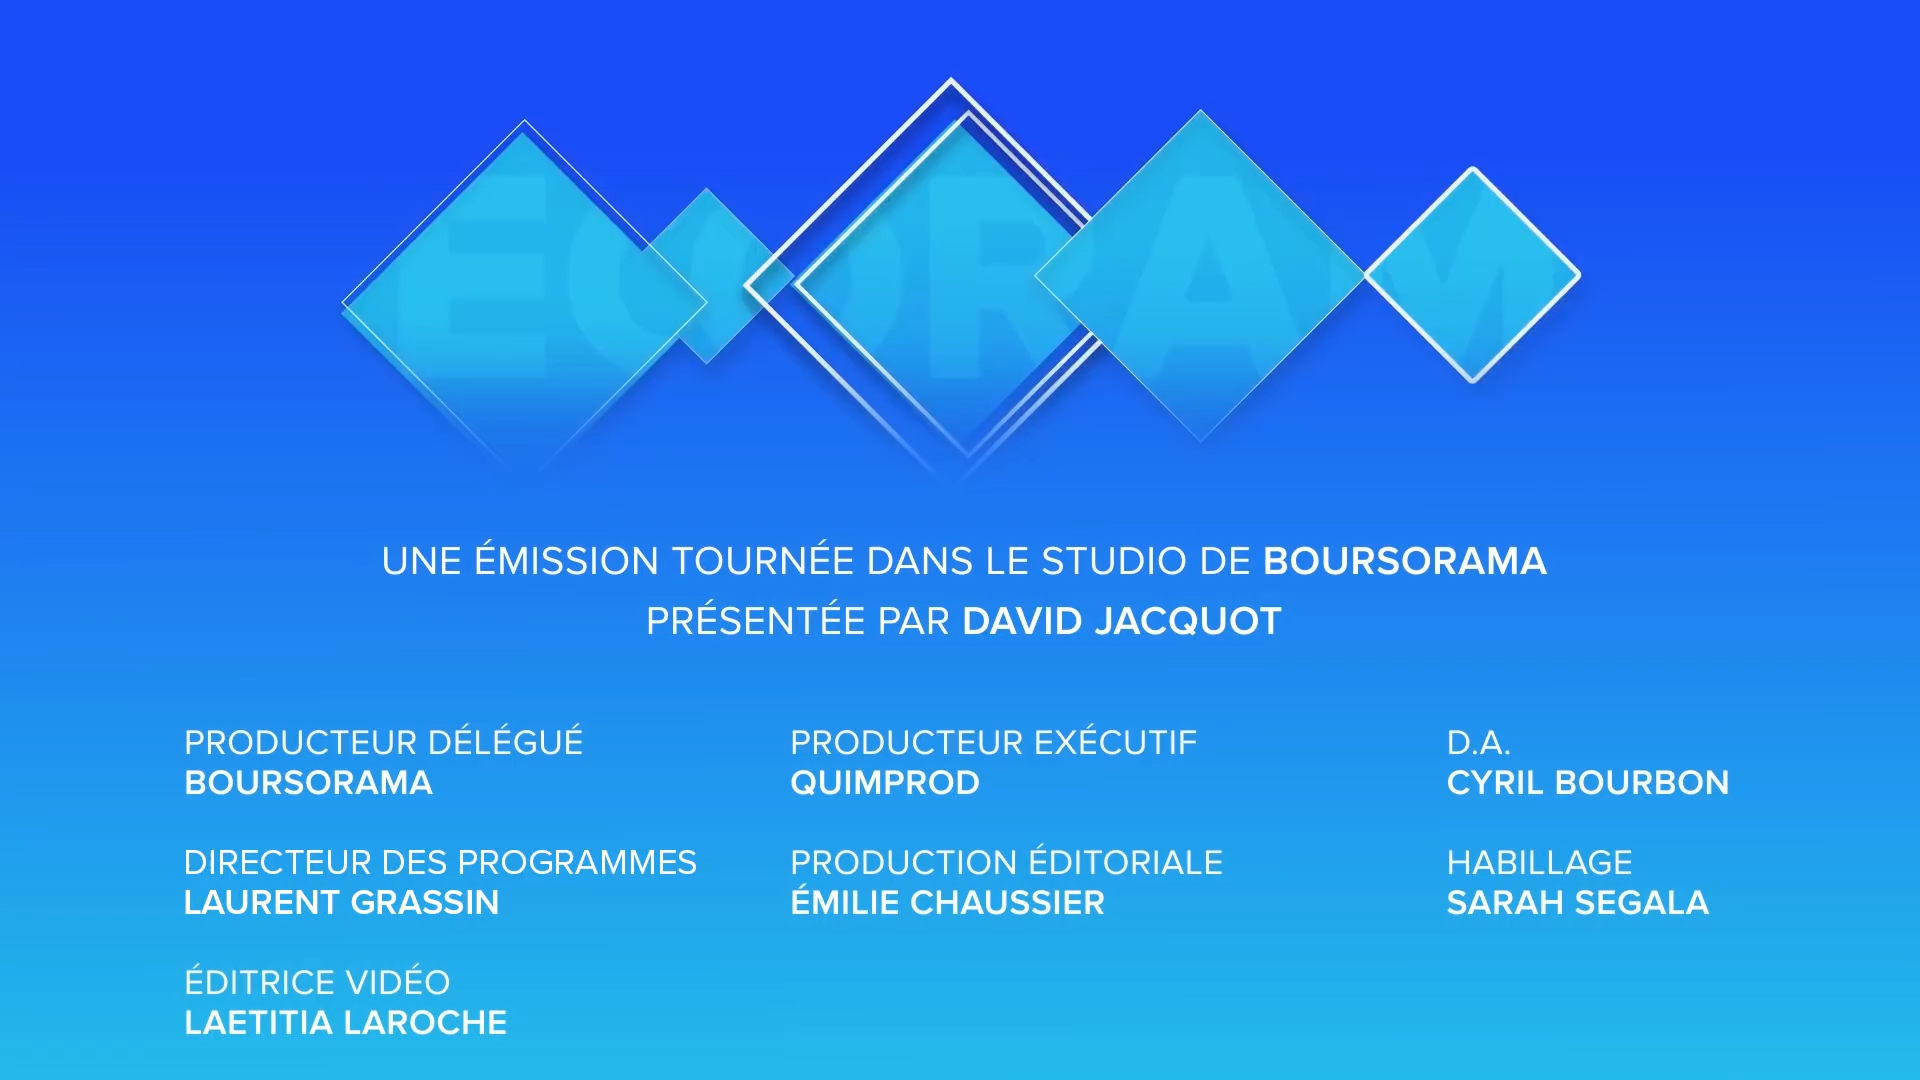 ECORAM
UNE ÉMISSION TOURNÉE DANS LE STUDIO DE BOURSORAMA
PRÉSENTÉE PAR DAVID JACQUOT
PRODUCTEUR DÉLÉGUÉ
BOURSORAMA
DIRECTEUR DES PROGRAMMES
LAURENT GRASSIN
ÉDITRICE VIDÉO
LAETITIA LAROCHE
PRODUCTEUR EXÉCUTIF
QUIMPROD
PRODUCTION ÉDITORIALE
ÉMILIE CHAUSSIER
D.A.
CYRIL BOURBON
HABILLAGE
SARAH SEGALA